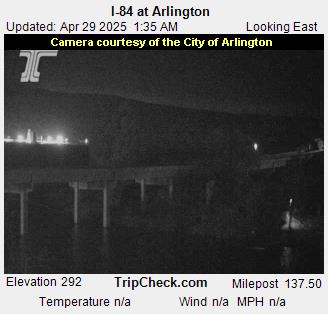 I-84 at Arlington
Updated: Apr 29 2025 1:35 AM Looking East
Camera courtesy of the City of Arlington
Elevation 292 TripCheck.com Milepost 137.50
Temperature n/a Wind n/a MPH n/a